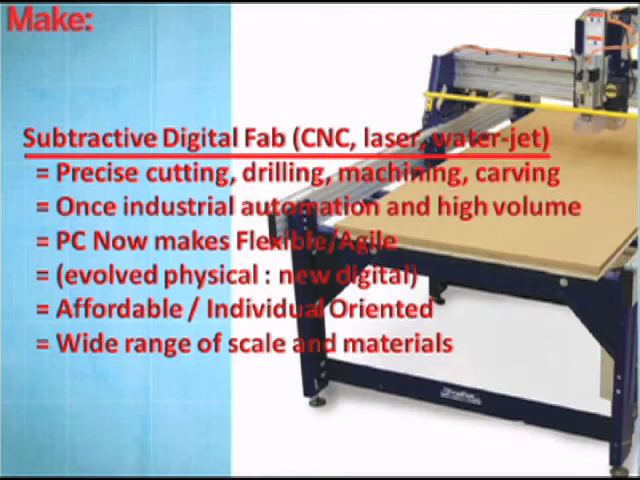 Make:
Subtractive Digital Fab (CNC, laser, water-jet)
= Precise cutting, drilling, machining, carving
= Once industrial automation and high volume
= PC Now makes Flexible/Agile
= (evolved physical : new digital)
= Affordable / Individual Oriented
= Wide range of scale and materials